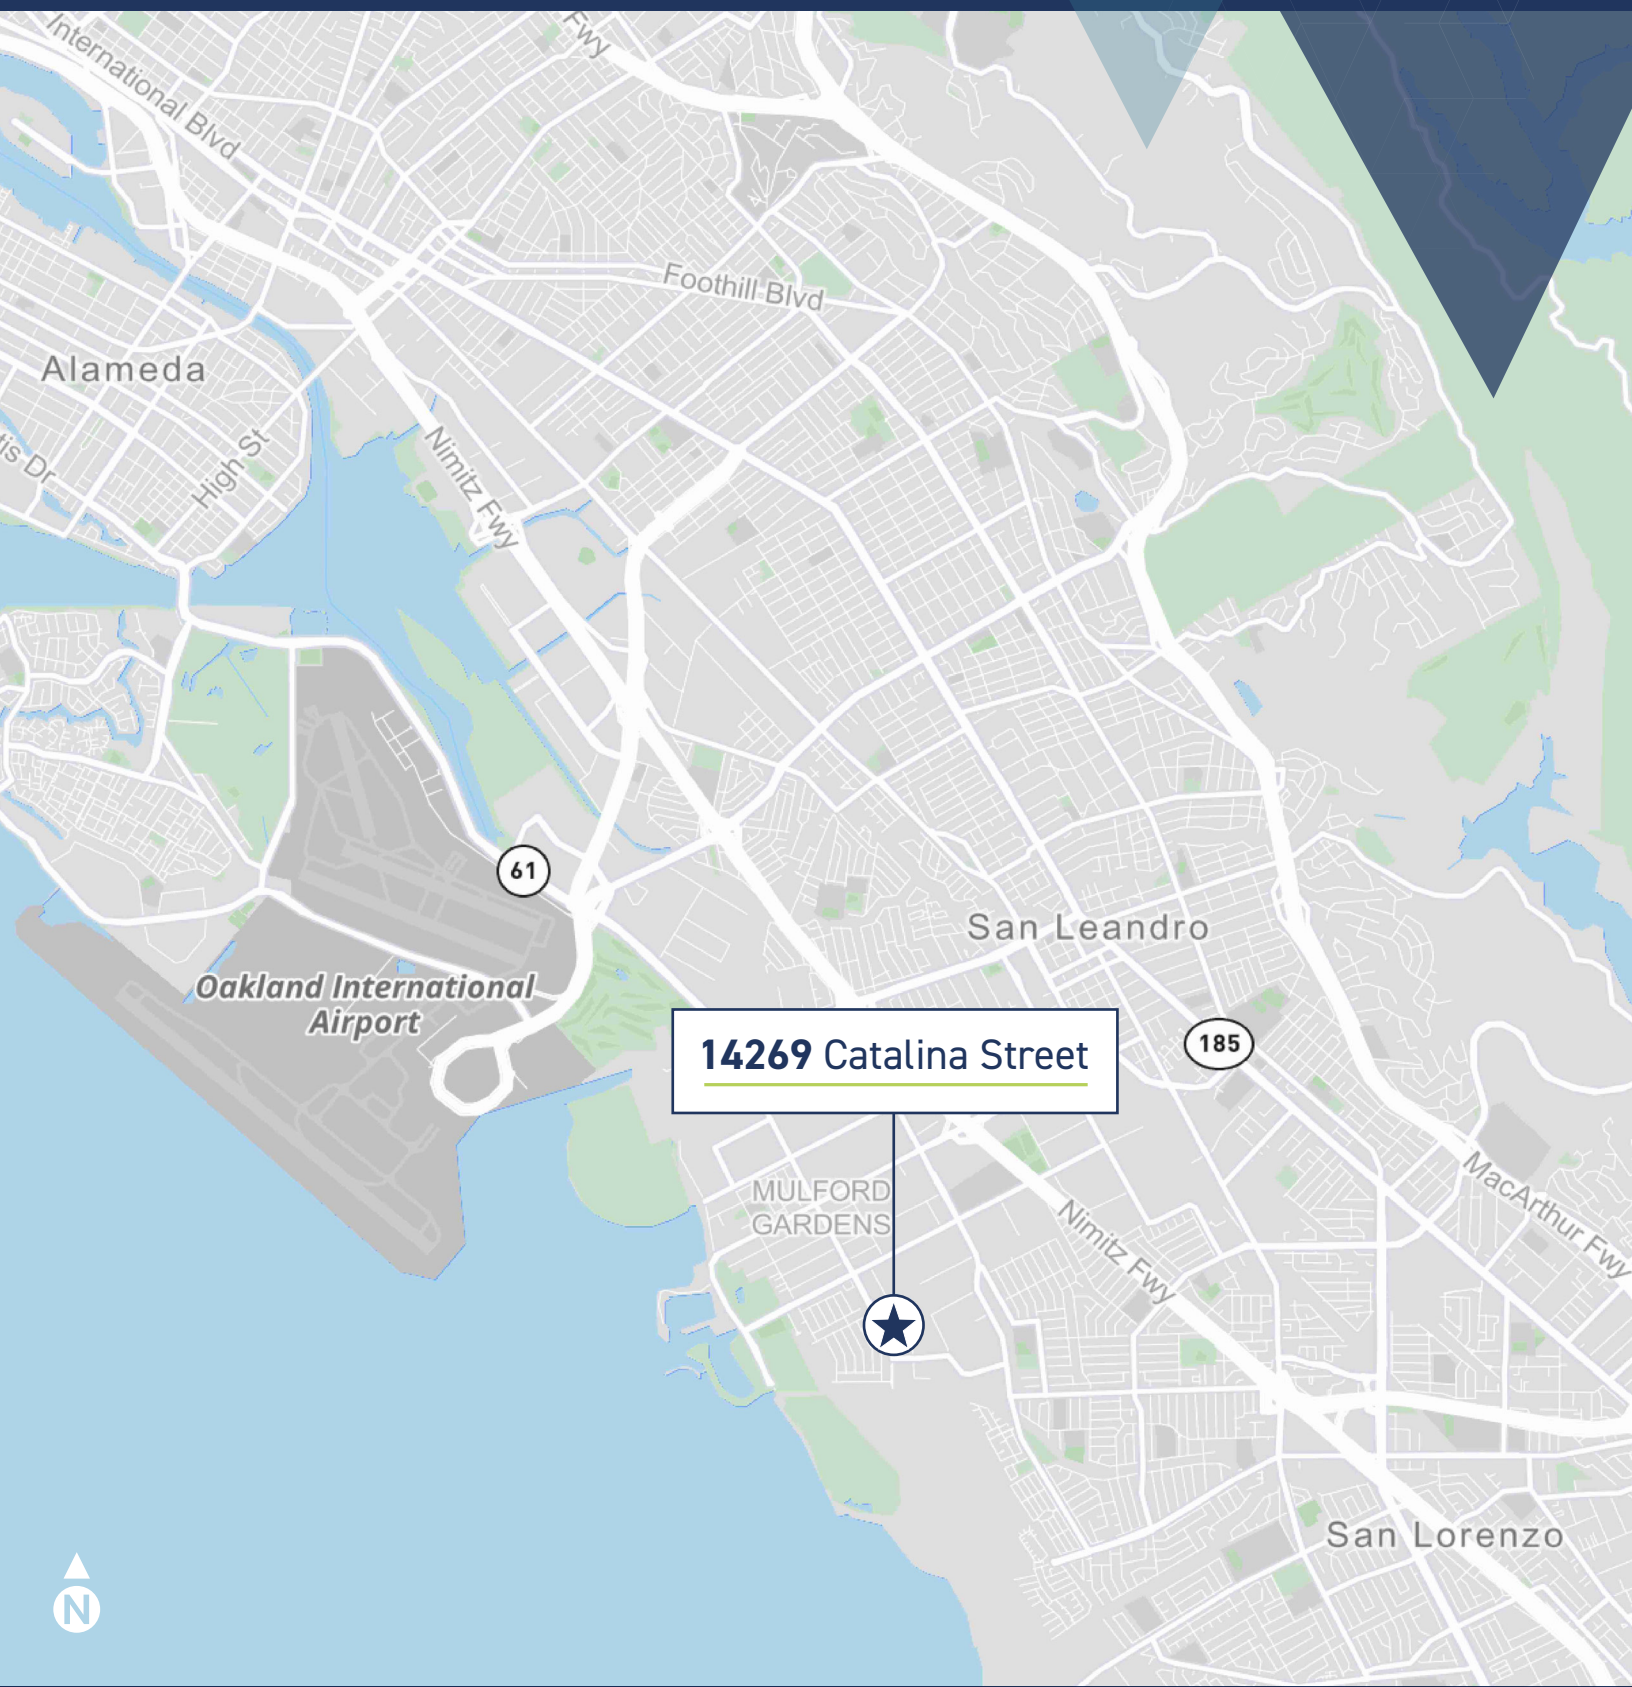 International Blvd
Fwy
Foothill Blvd
Alameda
High St
tis Dr
Nimitz Fwy
61
San Leandro
Oakland International
Airport
14269 Catalina Street
185
MULFORD
GARDENS
Nimitz Fwy
MacArthur Fwy
San Lorenzo
N